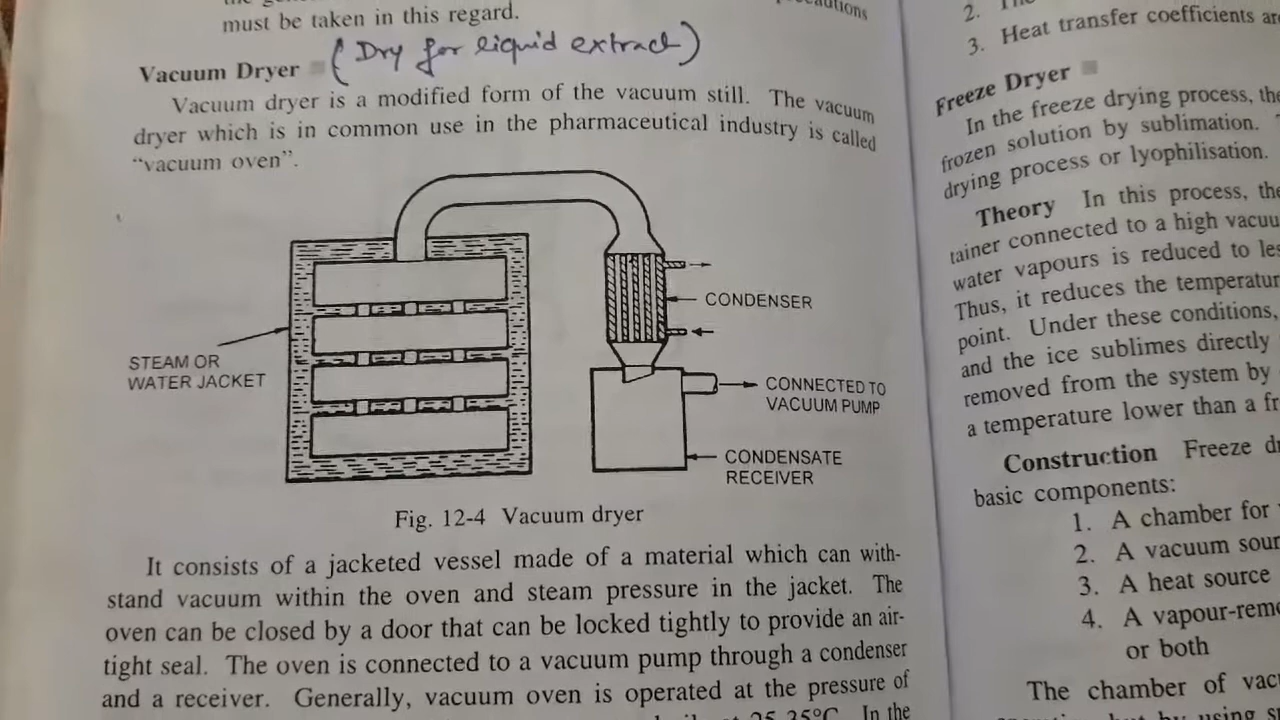 must be taken in this regard.
Vacuum Dryer (Dry for liquid extract)
Vacuum dryer is a modified form of the vacuum still. The vacuum
dryer which is in common use in the pharmaceutical industry is called
“vacuum oven”.
CONDENSER
STEAM OR
WATER JACKET
CONNECTED TO
VACUUM PUMP
CONDENSATE
RECEIVER
Fig. 12-4 Vacuum dryer
It consists of a jacketed vessel made of a material which can with-
stand vacuum within the oven and steam pressure in the jacket. The
oven can be closed by a door that can be locked tightly to provide an air-
tight seal. The oven is connected to a vacuum pump through a condenser
and a receiver. Generally, vacuum oven is operated at the pressure of
25-35°C. In the
2.
3. Heat transfer coefficients are
Freeze Dryer
In the freeze drying process, the
frozen solution by sublimation.
drying process or lyophilisation.
Theory In this process, the
tainer connected to a high vacuu
water vapours is reduced to les
Thus, it reduces the temperatur
point. Under these conditions,
and the ice sublimes directly
removed from the system by
a temperature lower than a fr
Construction Freeze d
basic components:
1. A chamber for
2. A vacuum sour
3. A heat source
4. A vapour-remo
or both
The chamber of vac